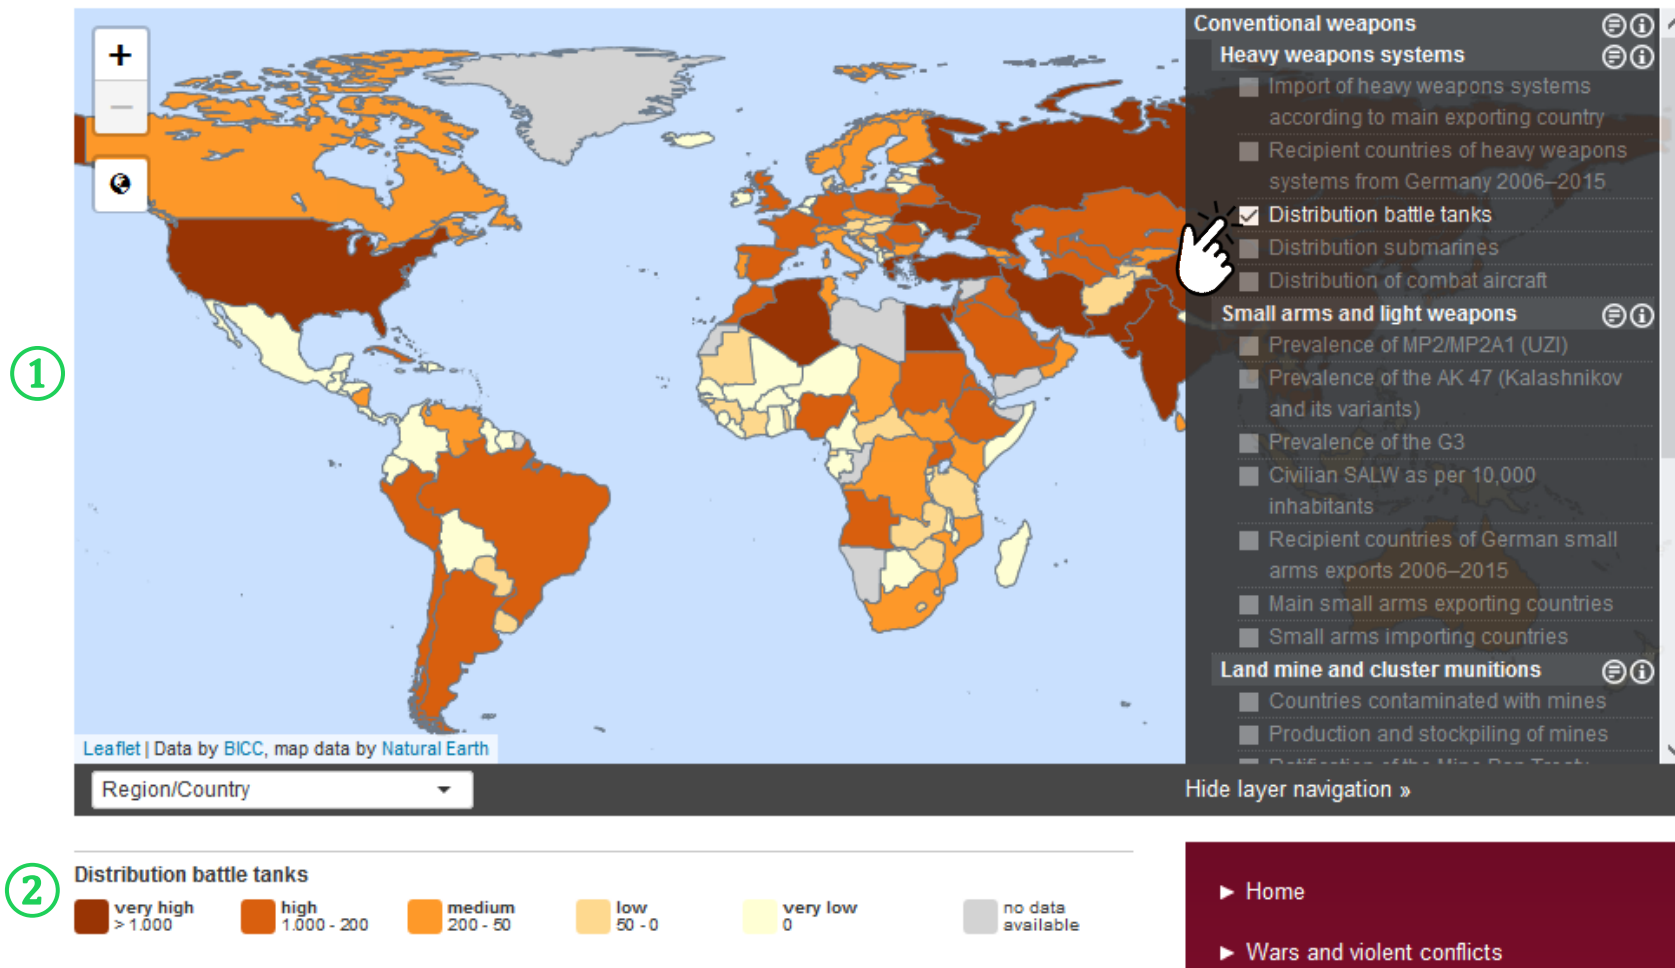 +
Conventional weapons
Heavy weapons systems
Import of heavy weapons systems
according to main exporting country
Recipient countries of heavy weapons
systems from Germany 2006–2015
Distribution battle tanks
Distribution submarines
Distribution of combat aircraft
Small arms and light weapons
Prevalence of MP2/MP2A1 (UZI)
Prevalence of the AK 47 (Kalashnikov
and its variants)
Prevalence of the G3
Civilian SALW as per 10,000
inhabitants
Recipient countries of German small
arms exports 2006–2015
Main small arms exporting countries
Small arms importing countries
Land mine and cluster munitions
Countries contaminated with mines
Production and stockpiling of mines
Ratification of the Mine Ban Treaty
1
Leaflet | Data by BICC, map data by Natural Earth
Region/Country
Hide layer navigation »
2
Distribution battle tanks
very high
> 1.000
high
1.000 - 200
medium
200 - 50
low
50 - 0
very low
0
no data
available
► Home
► Wars and violent conflicts